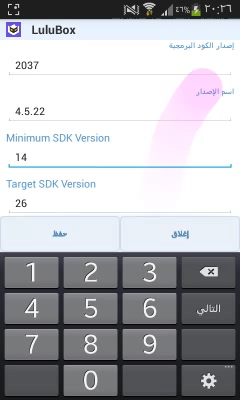 ٤٦% ٢٠:٢٦
LuluBox
إصدار الكود البرمجية
2037
اسم الإصدار
4.5.22
Minimum SDK Version
14
Target SDK Version
26
حفظ إغلاق
1 2 3
4 5 6 التالي
7 8 9
0